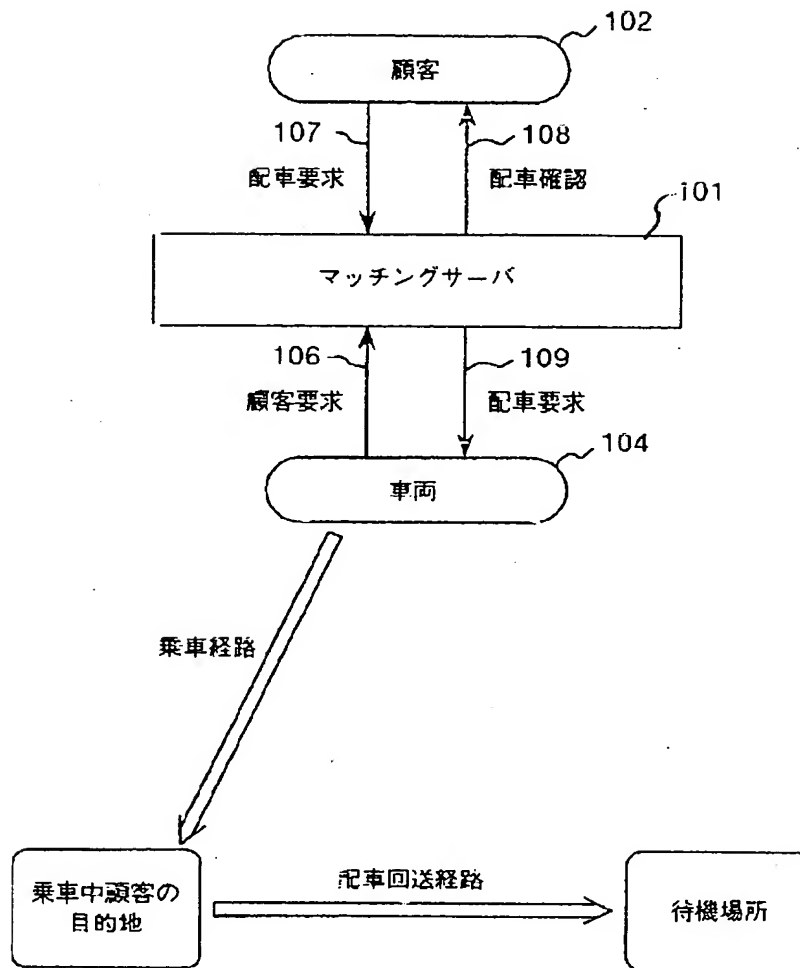 102
顧客
107
108
配車要求
配車確認
101
マッチングサーバ
106
109
顧客要求
配車要求
104
車両
乗車経路
乗車中顧客の
目的地
配車回送経路
待機場所